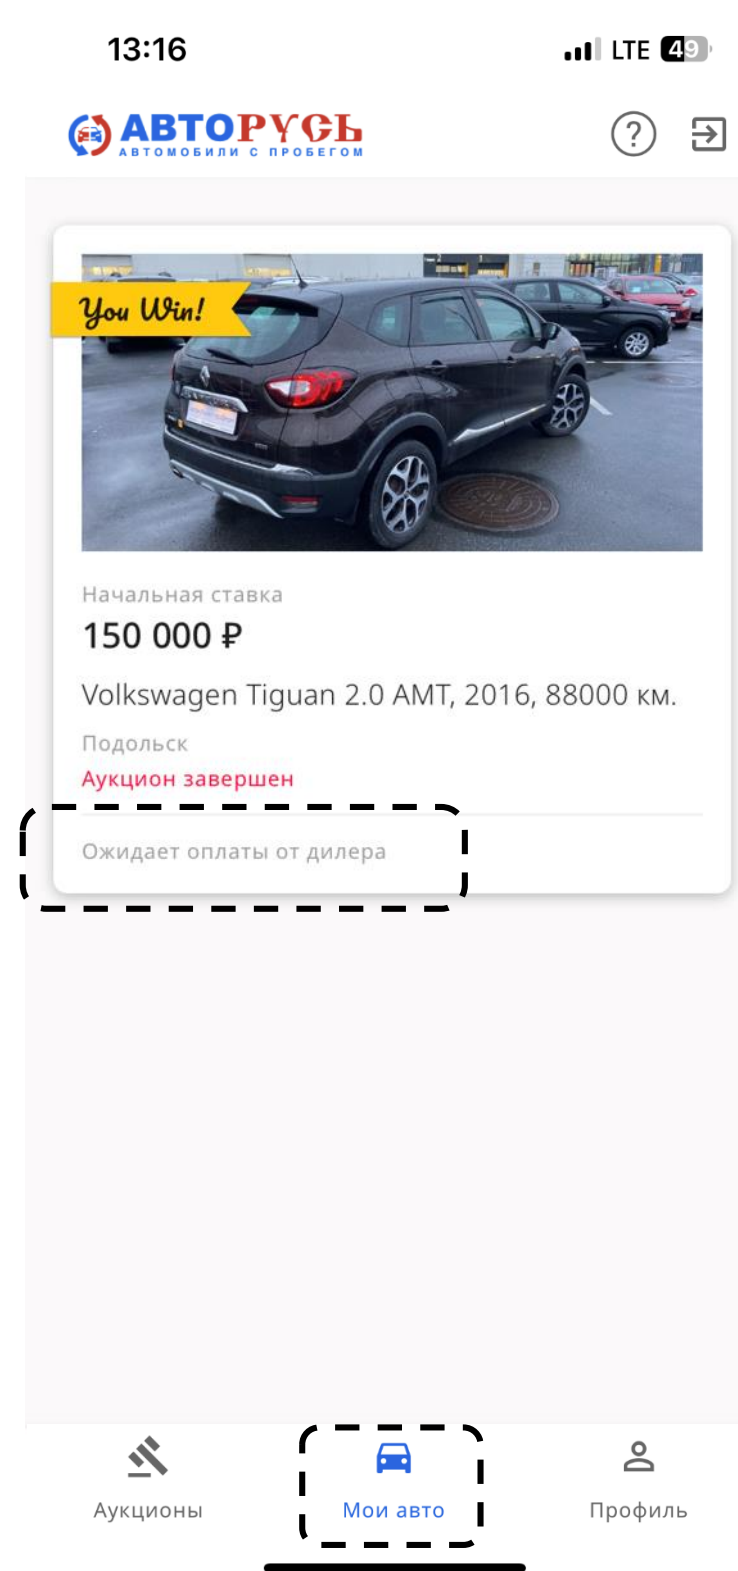 13:16
LTE 49
АВТОРУСЬ
АВТОМОБИЛИ С ПРОБЕГОМ
?
You Win!
Начальная ставка
150 000 ₽
Volkswagen Tiguan 2.0 AMT, 2016, 88000 км.
Подольск
Аукцион завершен
Ожидает оплаты от дилера
Аукционы
Мои авто
Профиль